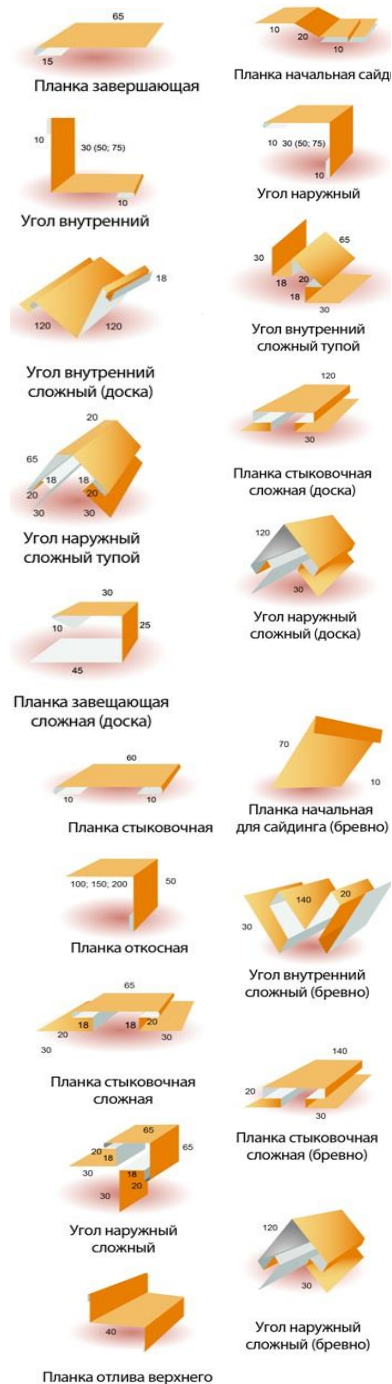 65
15
Планка завершающая
10
20
10
Планка начальная сайд
10
30 (50; 75)
10
Угол внутренний
10 30 (50; 75)
10
Угол наружный
18
120
120
Угол внутренний
сложный (доска)
65
30
18
20
18
30
Угол внутренний
сложный тупой
120
30
Планка стыковочная
сложная (доска)
20
65
18
18
20
20
30
30
Угол наружный
сложный тупой
120
30
Угол наружный
сложный (доска)
30
10
25
45
Планка завещающая
сложная (доска)
70
10
Планка начальная
для сайдинга (бревно)
60
10
10
Планка стыковочная
100; 150; 200
50
Планка откосная
20
140
30
Угол внутренний
сложный (бревно)
65
20
18
18
20
30
30
Планка стыковочная
сложная
140
20
30
Планка стыковочная
сложная (бревно)
65
20
18
65
30
18
20
30
Угол наружный
сложный
120
30
Угол наружный
сложный (бревно)
40
Планка отлива верхнего